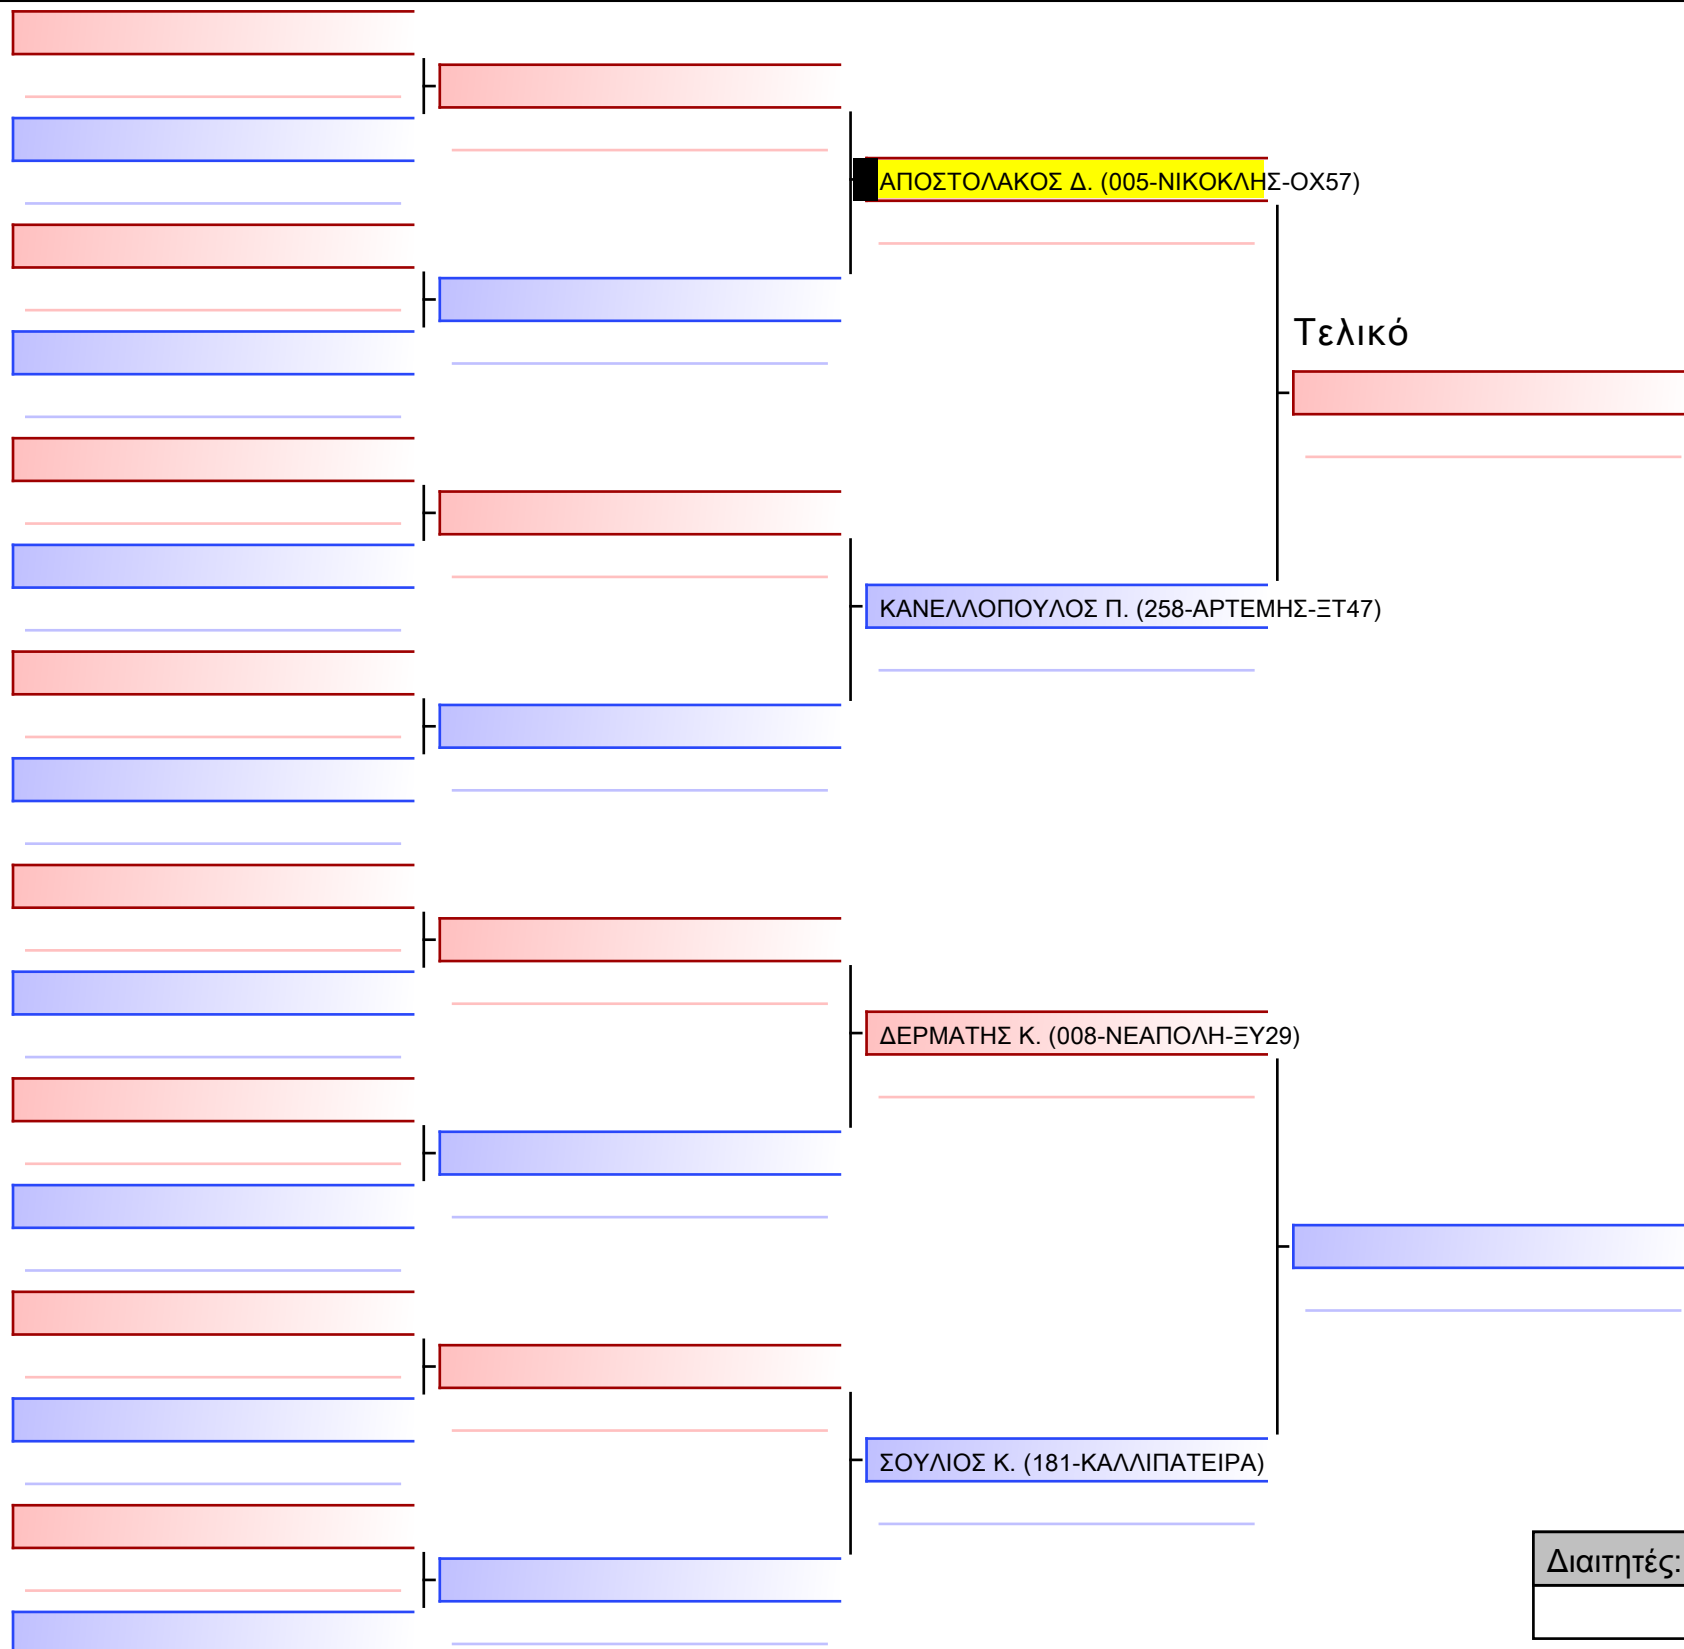 ΑΠΟΣΤΟΛΑΚΟΣ Δ. (005-ΝΙΚΟΚΛΗΣ-ΟΧ57)
Τελικό
ΚΑΝΕΛΛΟΠΟΥΛΟΣ Π. (258-ΑΡΤΕΜΗΣ-ΞΤ47)
ΔΕΡΜΑΤΗΣ Κ. (008-ΝΕΑΠΟΛΗ-ΞΥ29)
ΣΟΥΛΙΟΣ Κ. (181-ΚΑΛΛΙΠΑΤΕΙΡΑ)
Διαιτητές: